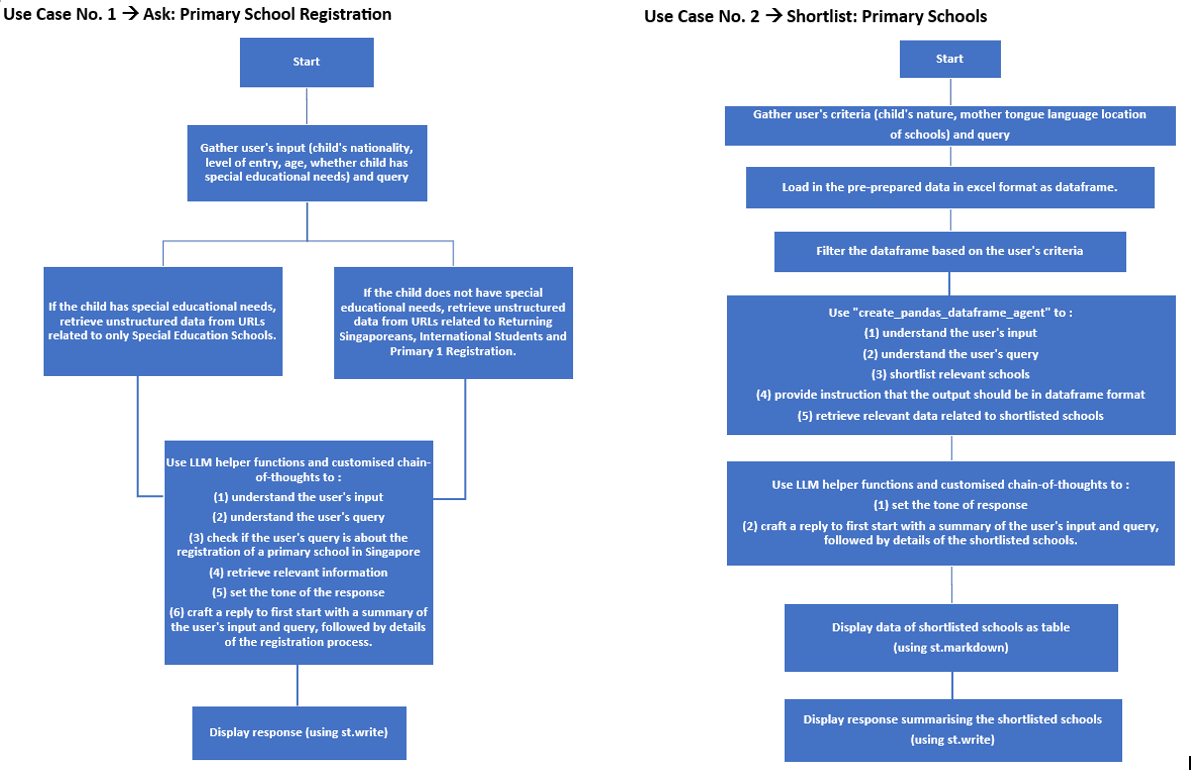 Use Case No. 1 → Ask: Primary School Registration
Start
Gather user's input (child's nationality,
level of entry, age, whether child has
special educational needs) and query
If the child has special educational needs,
retrieve unstructured data from URLs
related to only Special Education Schools.
If the child does not have special
educational needs, retrieve unstructured
data from URLs related to Returning
Singaporeans, International Students and
Primary 1 Registration.
Use LLM helper functions and customised chain-
of-thoughts to :
(1) understand the user's input
(2) understand the user's query
(3) check if the user's query is about the
registration of a primary school in Singapore
(4) retrieve relevant information
(5) set the tone of the response
(6) craft a reply to first start with a summary of
the user's input and query, followed by details
of the registration process.
Display response (using st.write)
Use Case No. 2 → Shortlist: Primary Schools
Start
Gather user's criteria (child's nature, mother tongue language location
of schools) and query
Load in the pre-prepared data in excel format as dataframe.
Filter the dataframe based on the user's criteria
Use "create_pandas_dataframe_agent" to :
(1) understand the user's input
(2) understand the user's query
(3) shortlist relevant schools
(4) provide instruction that the output should be in dataframe format
(5) retrieve relevant data related to shortlisted schools
Use LLM helper functions and customised chain-of-thoughts to :
(1) set the tone of response
(2) craft a reply to first start with a summary of the user's input and query,
followed by details of the shortlisted schools.
Display data of shortlisted schools as table
(using st.markdown)
Display response summarising the shortlisted schools
(using st.write)